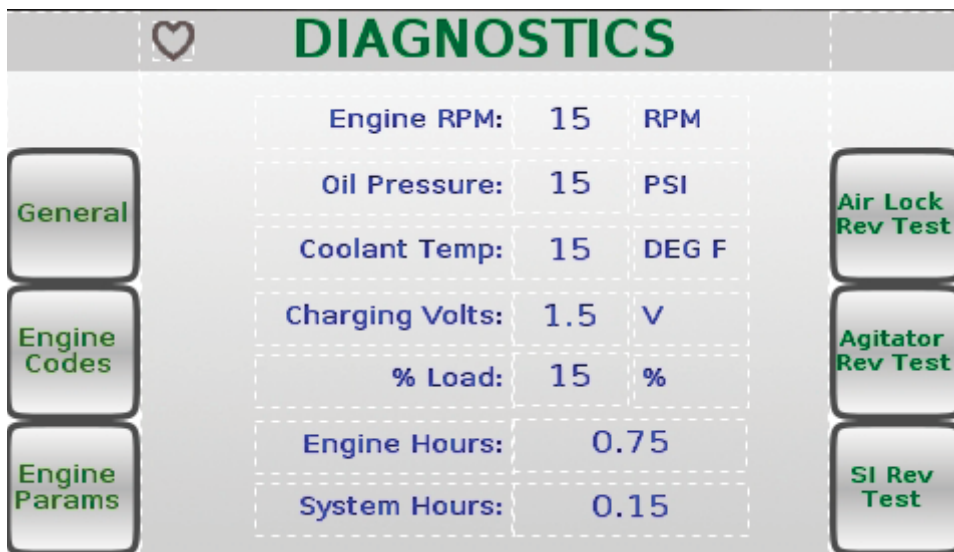 DIAGNOSTICS
Engine RPM: 15 RPM
Oil Pressure: 15 PSI
Coolant Temp: 15 DEG F
Charging Volts: 1.5 V
% Load: 15 %
Engine Hours: 0.75
System Hours: 0.15
General
Engine
Codes
Engine
Params
Air Lock
Rev Test
Agitator
Rev Test
SI Rev
Test